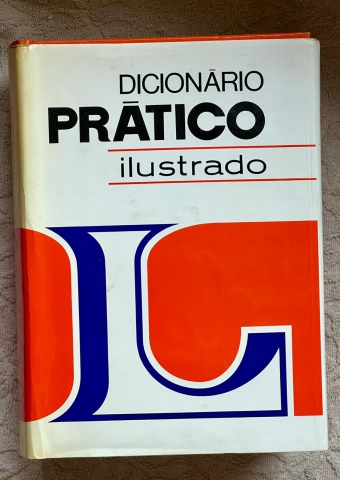 DICIONÁRIO
PRÁTICO
ilustrado
L